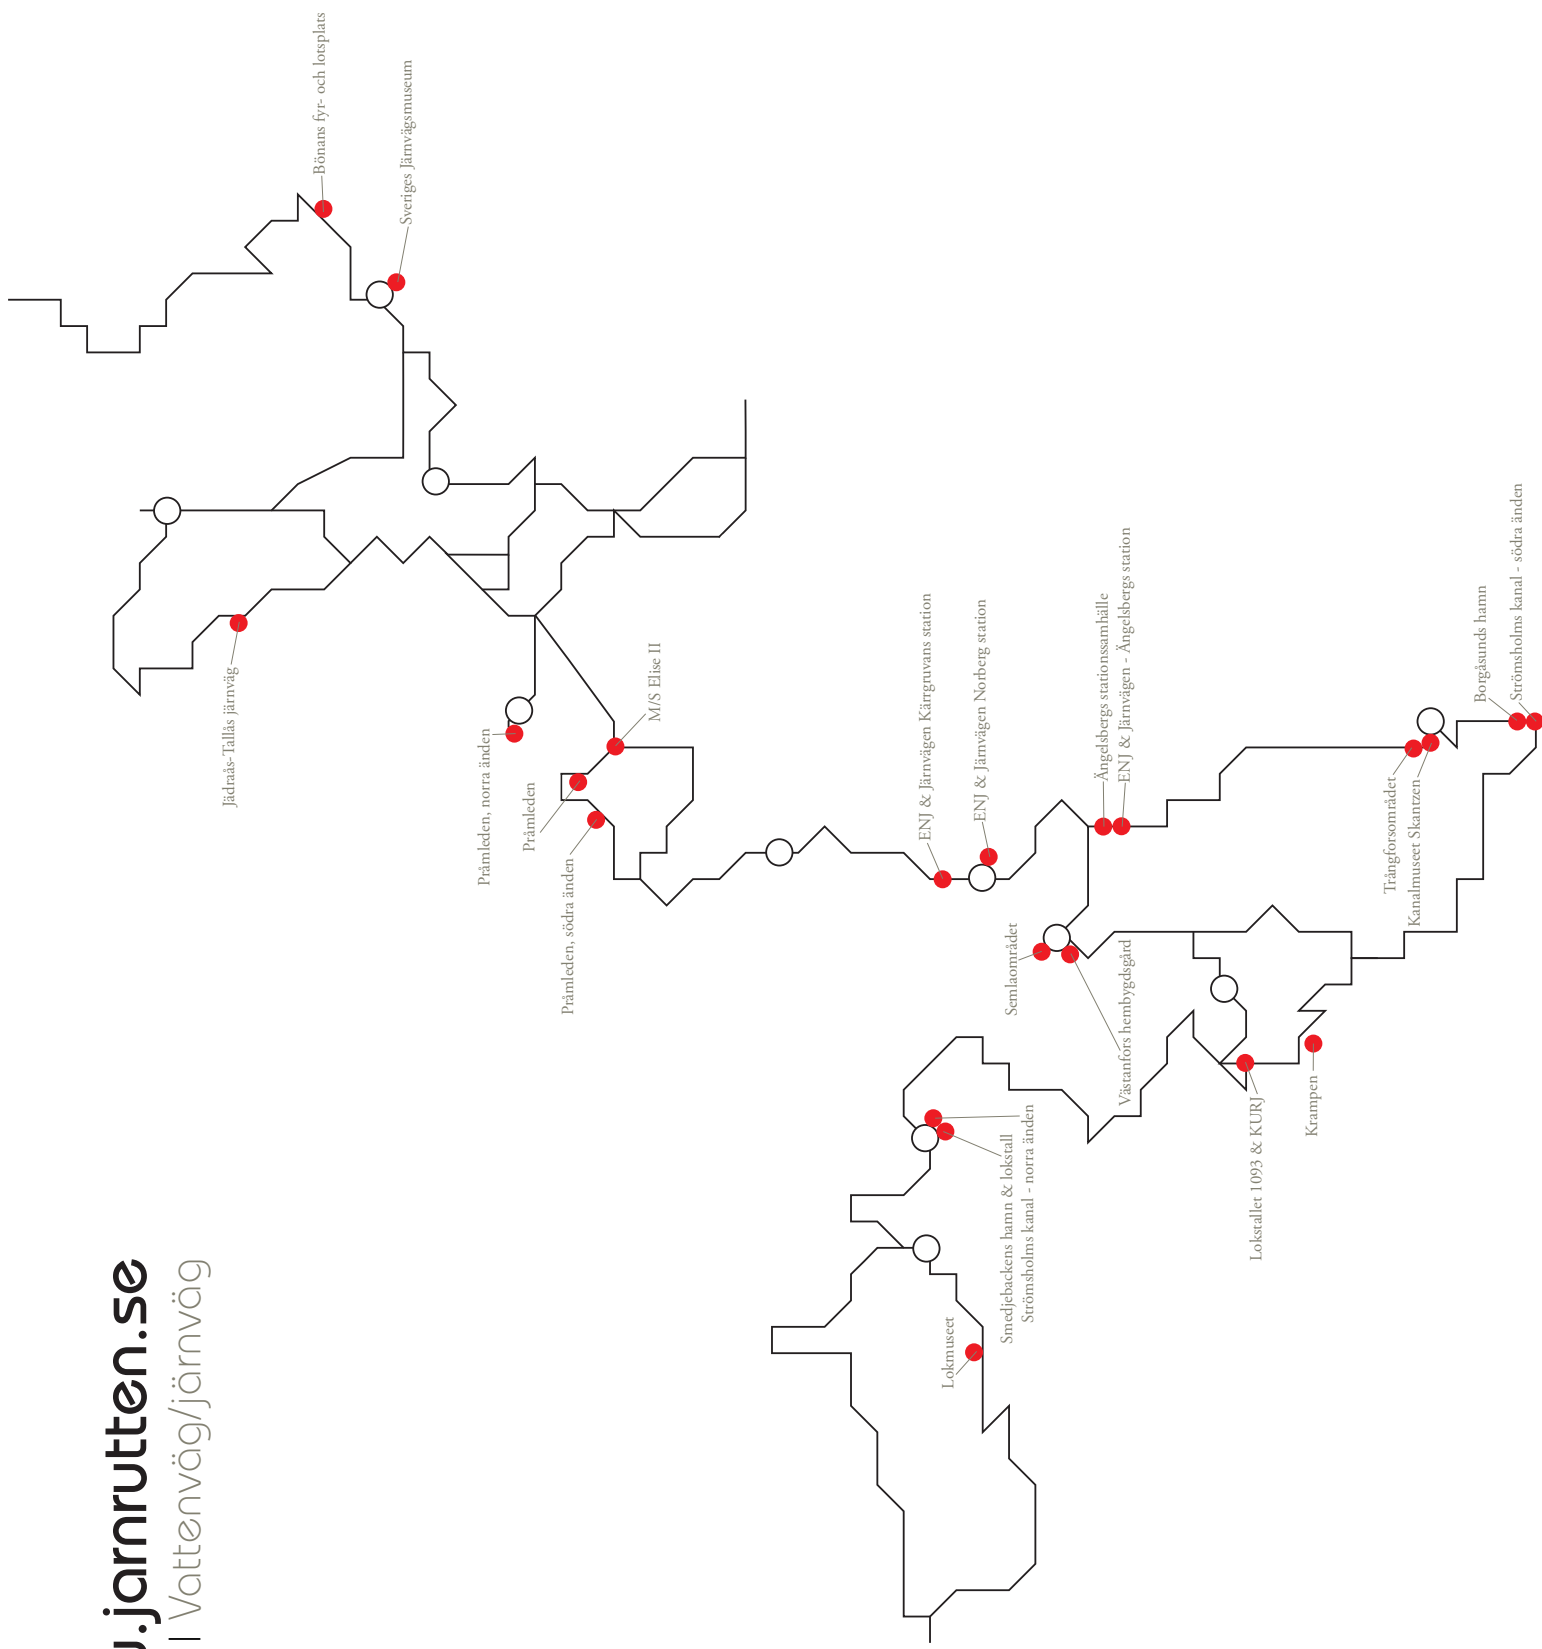 .jarnrutten.se
| Vattenväg/järnväg
Bönans fyr- och lotsplats
Sveriges Järnvägsmuseum
Jädraås-Tallås järnväg
Pråmleden, norra änden
Pråmleden
Pråmleden, södra änden
M/S Elise II
ENJ & Järnvägen Kärrgruvans station
ENJ & Järnvägen Norberg station
Ängelsbergs stationssamhälle
ENJ & Järnvägen - Ängelsbergs station
Borgåsunds hamn
Strömsholms kanal - södra änden
Trångforsområdet
Kanalmuseet Skantzen
Semlaområdet
Västanfors hembygdsgård
Lokstallet 1093 & KURJ
Krampen
Smedjebackens hamn & lokstall
Strömsholms kanal - norra änden
Lokmuseet